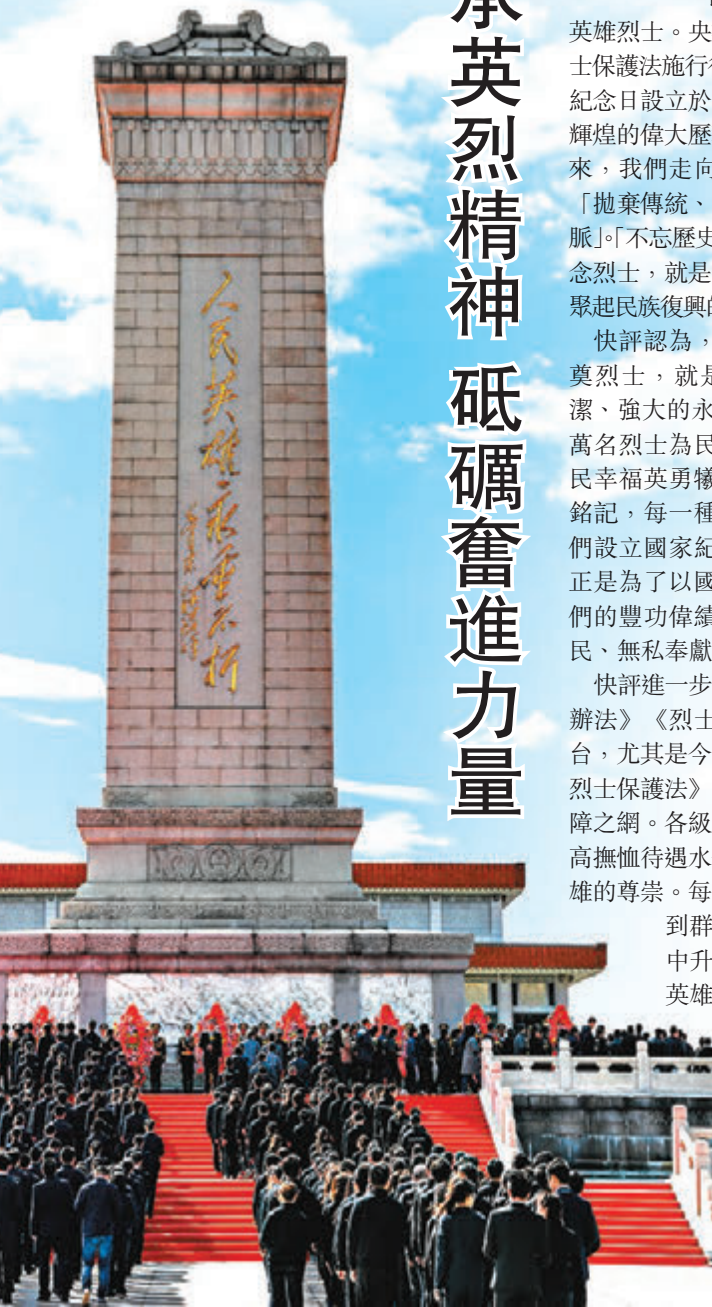 承英烈精神 砥礪奮進力量
英雄烈士。央
士保護法施行
紀念日設立於
輝煌的偉大歷
來,我們走向
「拋棄傳統、
脈」。「不忘歷史
念烈士,就是
聚起民族復興的
快評認為,
奠烈士,就是
潔、強大的永
萬名烈士為民
民幸福英勇犧
銘記,每一種
們設立國家紀
正是為了以國
們的豐功偉績
民、無私奉獻
快評進一步
辦法》《烈士
台,尤其是今
烈士保護法》
障之網。各級
高撫恤待遇水
雄的尊崇。每
到群
中升
英雄
人民英雄永垂不朽